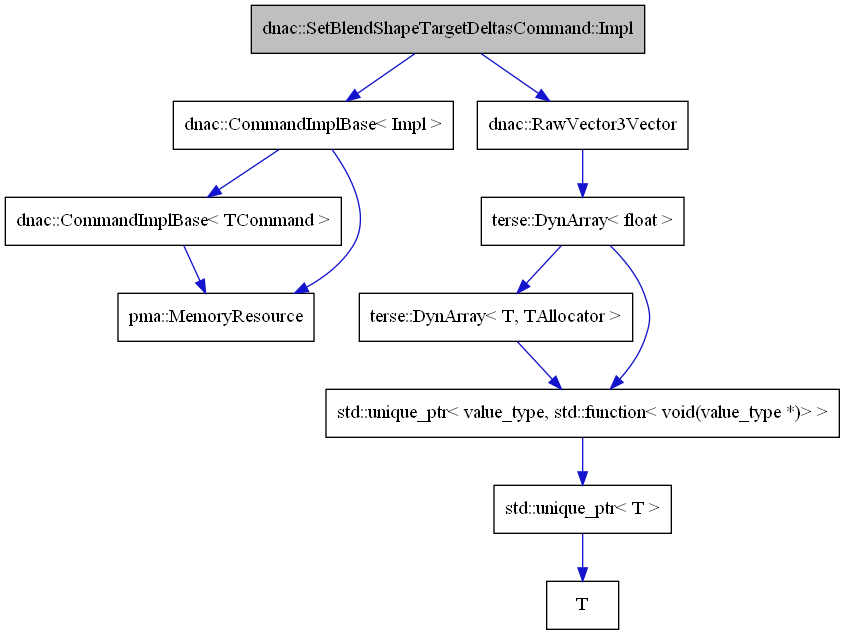 dnac::SetBlendShapeTargetDeltasCommand::Impl
dnac::CommandImplBase< Impl >
dnac::RawVector3Vector
dnac::CommandImplBase< TCommand >
terse::DynArray< float >
pma::MemoryResource
terse::DynArray< T, TAllocator >
std::unique_ptr< value_type, std::function< void(value_type *)> >
std::unique_ptr< T >
T